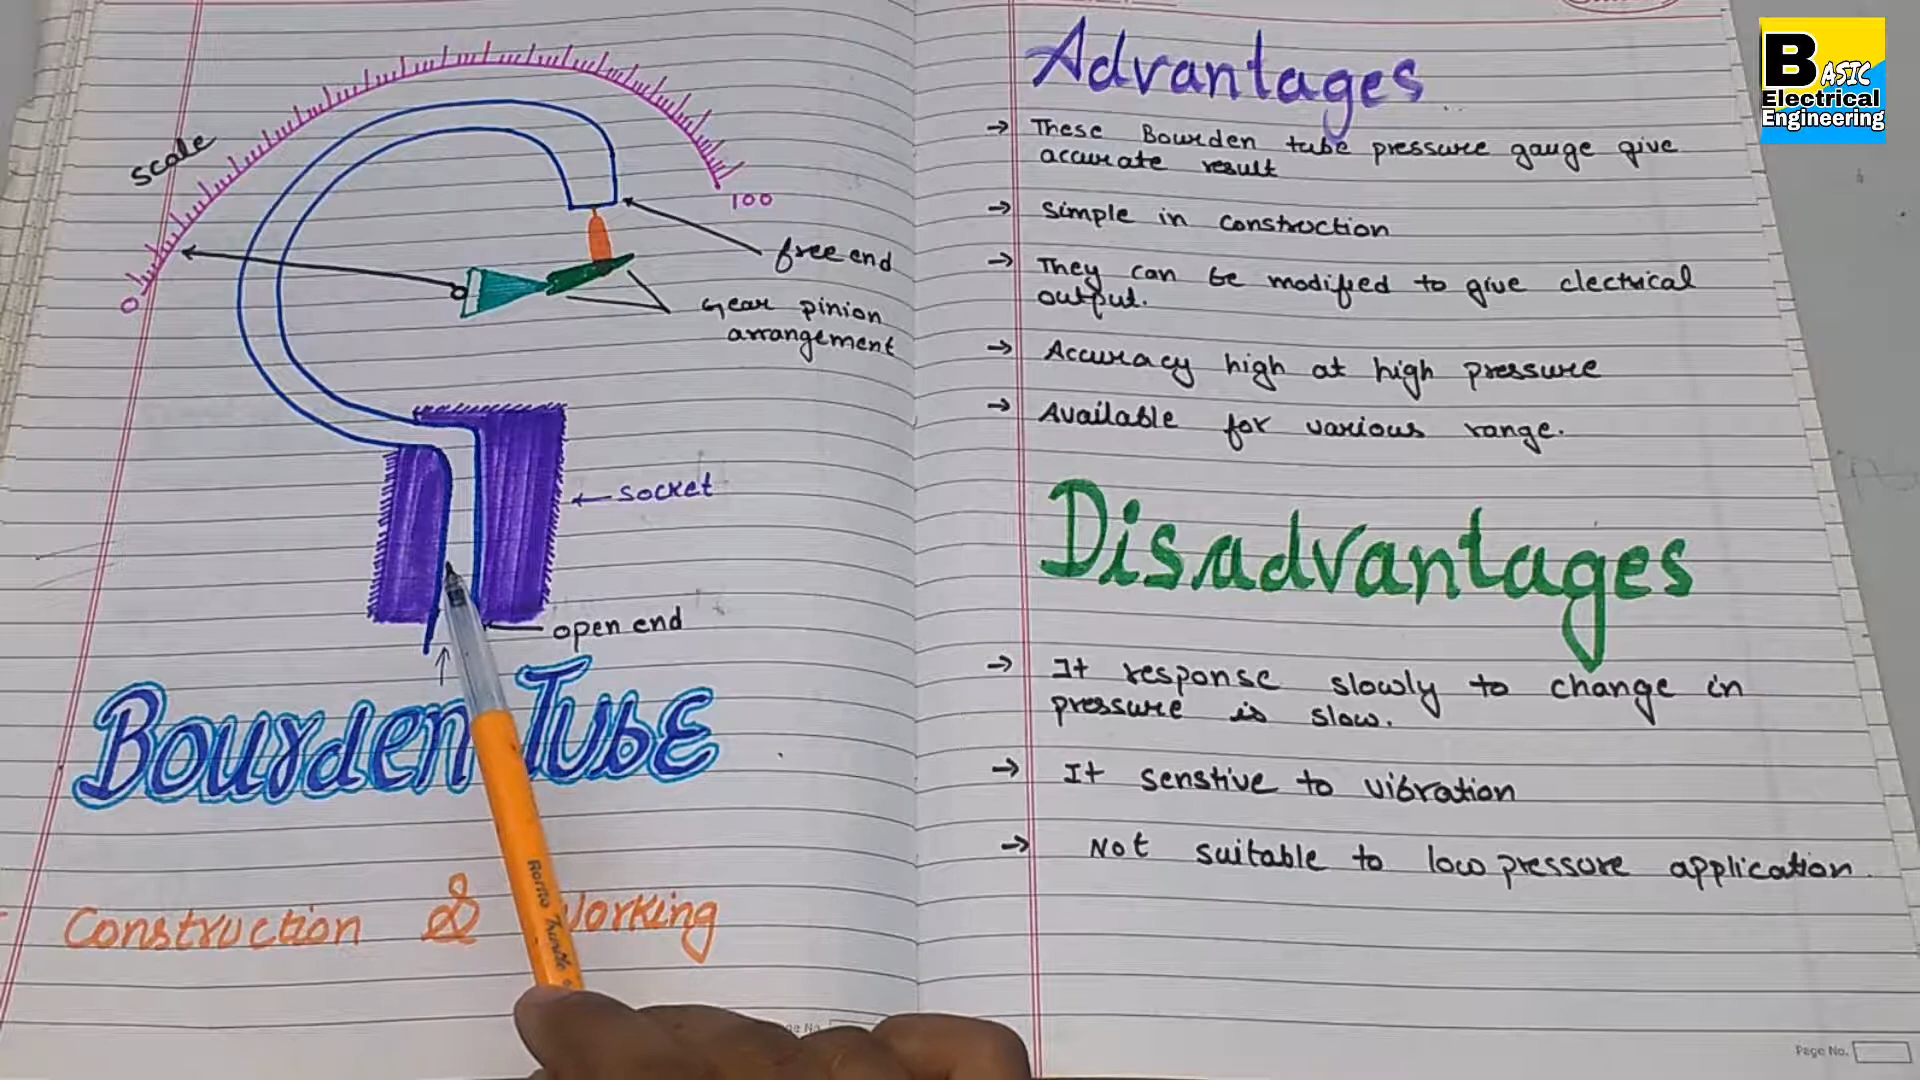 scale
0
100
free end
Gear pinion
arrangement
← socket
open end
Bourden Tube
Construction & Working
Advantages
→ These Bourden tube pressure gauge give
accurate result
→ Simple in construction
→ They can be modified to give electrical
output.
→ Accuracy high at high pressure
→ Available for various range.
Disadvantages
→ It response slowly to change in
pressure is slow.
→ It senstive to vibration
→ Not suitable to low pressure application.
BASIC
Electrical
Engineering
Rorito
Page No.